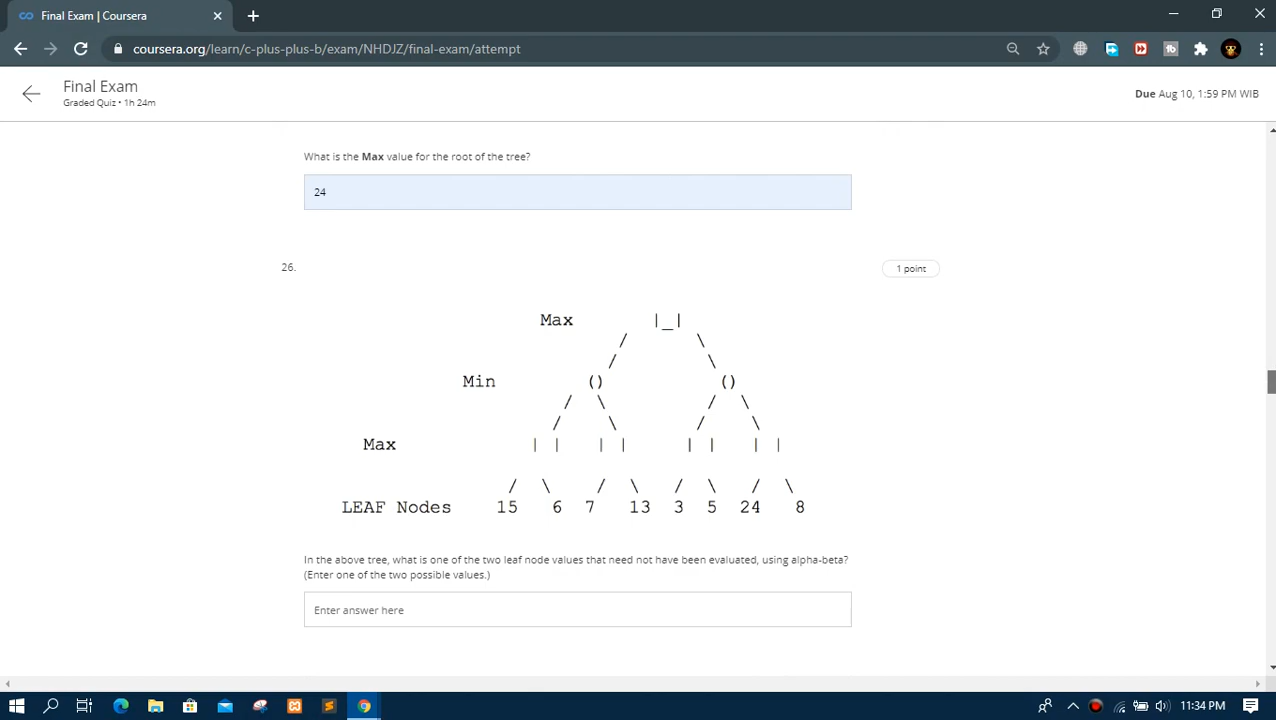 Final Exam | Coursera
coursera.org/learn/c-plus-plus-b/exam/NHDJZ/final-exam/attempt
Final Exam
Graded Quiz • 1h 24m
Due Aug 10, 1:59 PM WIB
What is the Max value for the root of the tree?
24
26.
1 point
Max |_|
/ \
/ \
Min () ()
/ \ / \
/ \ / \
Max | | | | | | | |
/ \ / \ / \ / \
LEAF Nodes 15 6 7 13 3 5 24 8
In the above tree, what is one of the two leaf node values that need not have been evaluated, using alpha-beta?
(Enter one of the two possible values.)
Enter answer here
11:34 PM